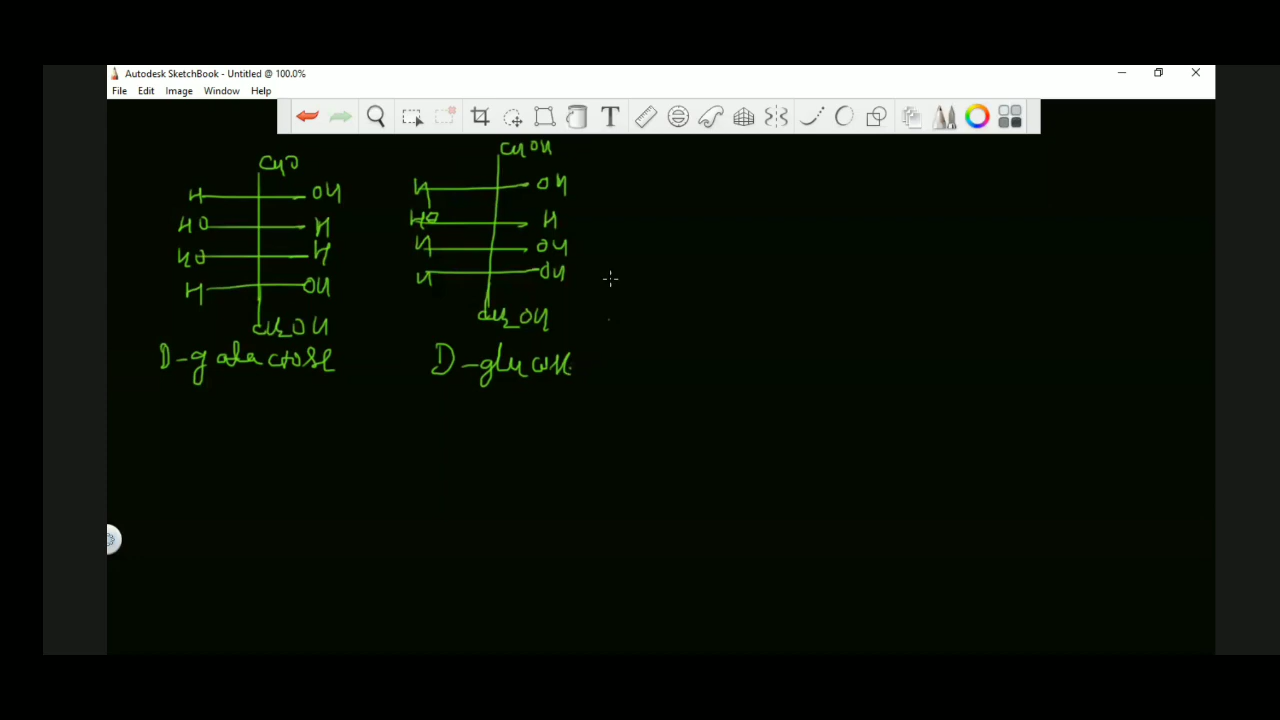 Autodesk SketchBook - Untitled @ 100.0%
File Edit Image Window Help
T
CHO
H OH
HO H
HO H
H OH
CH2OH
D-galactose
CHOH
H OH
HO H
H OH
H OH
CH2OH
D-glucose